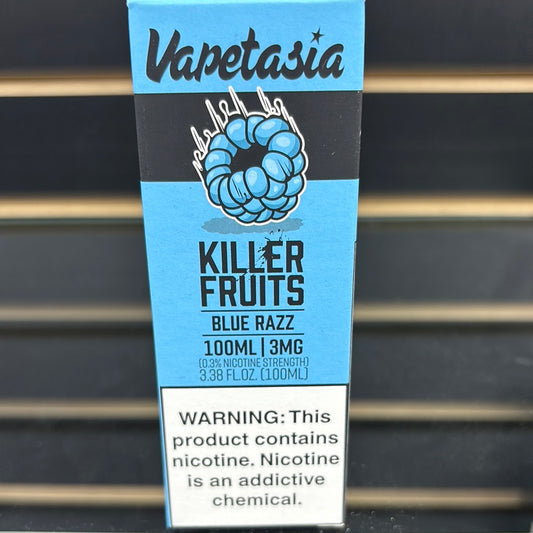 Vapetasia
KILLER
FRUITS
BLUE RAZZ
100ML | 3MG
(0.3% NICOTINE STRENGTH)
3.38 FL.OZ. (100ML)
WARNING: This
product contains
nicotine. Nicotine
is an addictive
chemical.